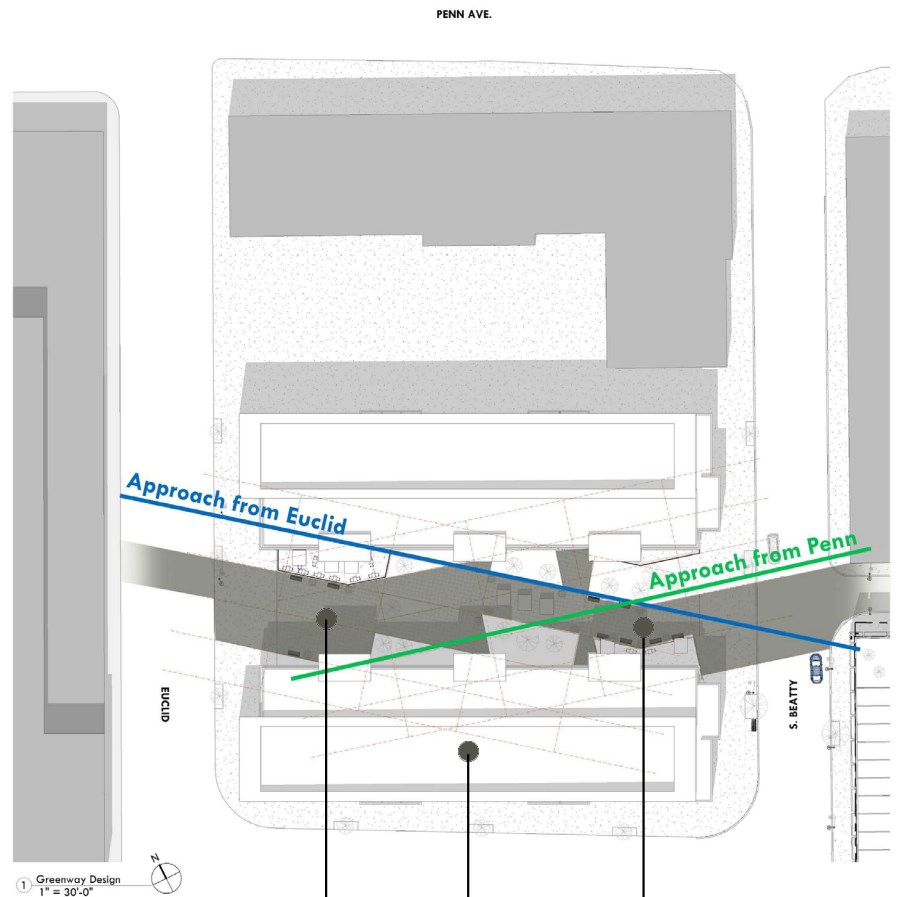 PENN AVE.
Approach from Euclid
Approach from Penn
EUCLID
S. BEATTY
N
1 Greenway Design
1" = 30'-0"